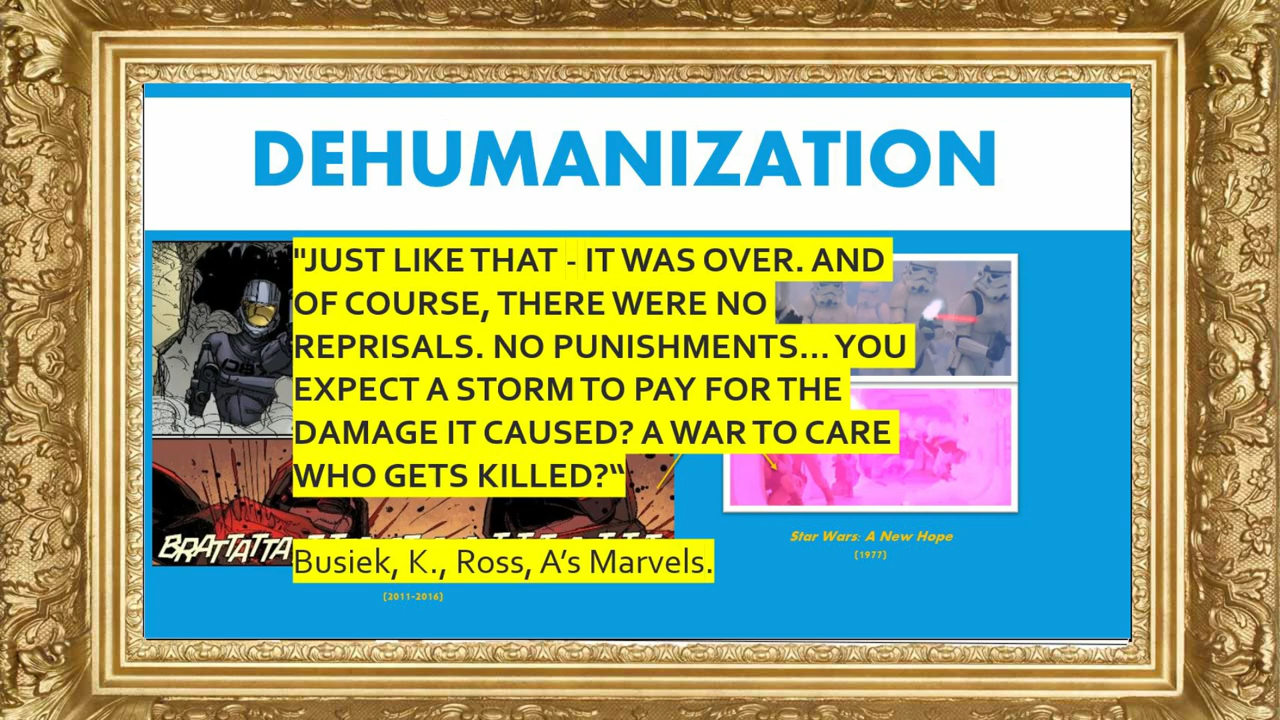 DEHUMANIZATION
"JUST LIKE THAT - IT WAS OVER. AND
OF COURSE, THERE WERE NO
REPRISALS. NO PUNISHMENTS... YOU
EXPECT A STORM TO PAY FOR THE
DAMAGE IT CAUSED? A WAR TO CARE
WHO GETS KILLED?“
BRATTATTA
Busiek, K., Ross, A’s Marvels.
(2011-2016)
Star Wars: A New Hope
(1977)